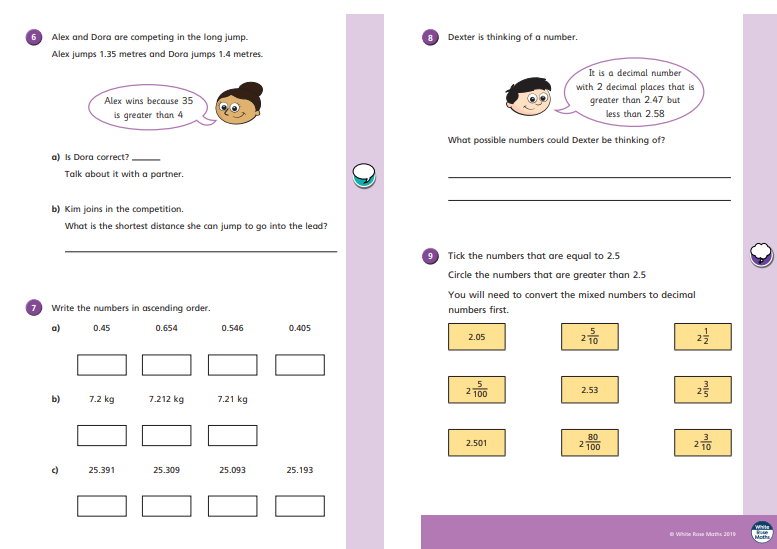 6 Alex and Dora are competing in the long jump.
Alex jumps 1.35 metres and Dora jumps 1.4 metres.
Alex wins because 35
is greater than 4
a) Is Dora correct?
Talk about it with a partner.
b) Kim joins in the competition.
What is the shortest distance she can jump to go into the lead?
7 Write the numbers in ascending order.
a) 0.45 0.654 0.546 0.405
b) 7.2 kg 7.212 kg 7.21 kg
c) 25.391 25.309 25.093 25.193
8 Dexter is thinking of a number.
It is a decimal number
with 2 decimal places that is
greater than 2.47 but
less than 2.58
What possible numbers could Dexter be thinking of?
9 Tick the numbers that are equal to 2.5
Circle the numbers that are greater than 2.5
You will need to convert the mixed numbers to decimal
numbers first.
2.05 2 5/10 2 1/2
2 5/100 2.53 2 3/5
2.501 2 80/100 2 3/10
© White Rose Maths 2019
White
Rose
Maths